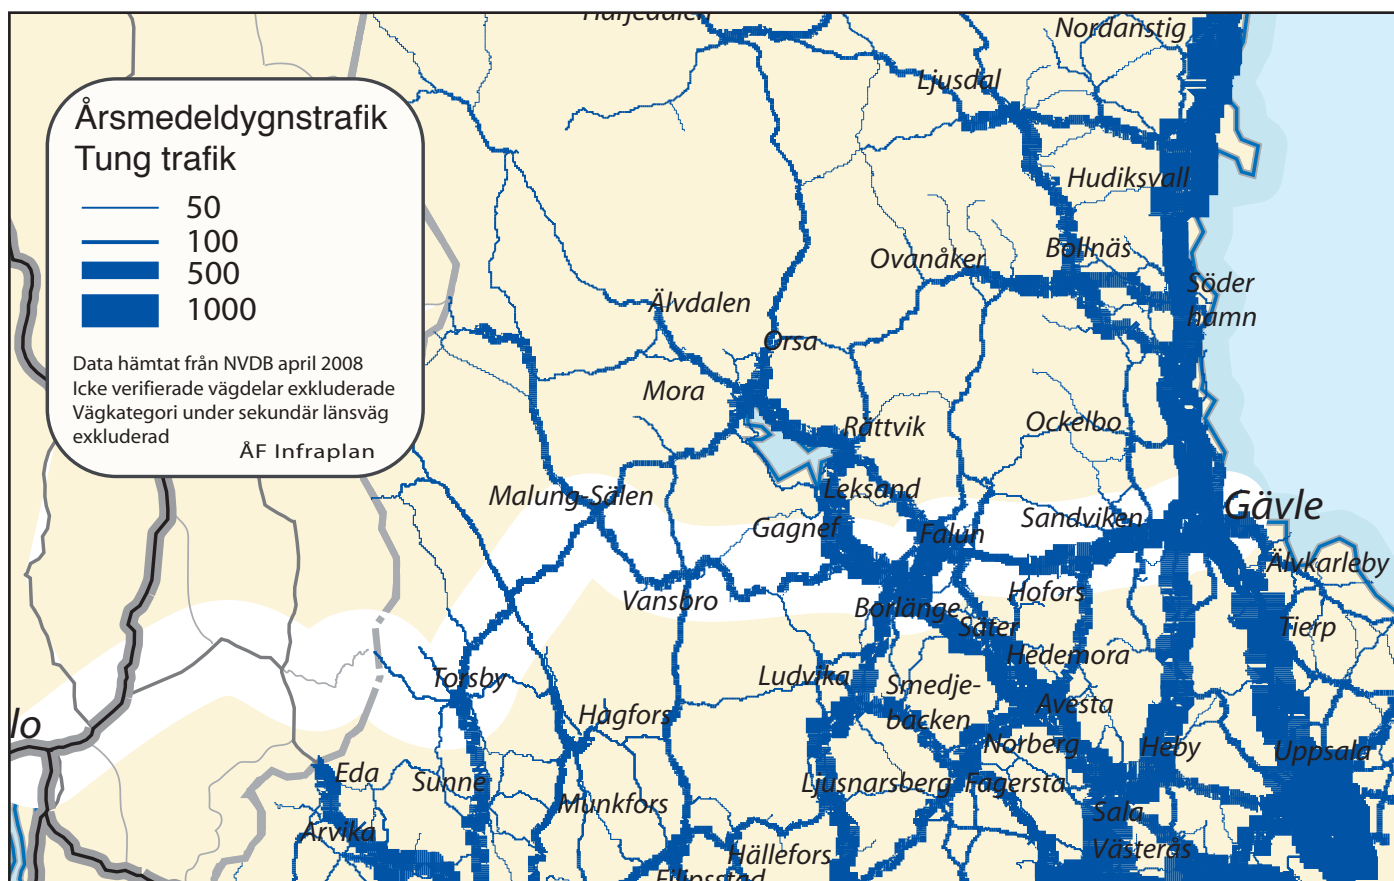 Härjedalen
Nordanstig
Ljusdal
Årsmedeldygnstrafik
Tung trafik
50
100
500
1000
Data hämtat från NVDB april 2008
Icke verifierade vägdelar exkluderade
Vägkategori under sekundär länsväg
exkluderad
ÅF Infraplan
Hudiksvall
Bollnäs
Ovanåker
Söder
hamn
Älvdalen
Orsa
Mora
Rättvik
Ockelbo
Malung-Sälen
Leksand
Gagnef
Falun
Sandviken
Gävle
Älvkarleby
Vansbro
Borlänge
Hofors
Säter
Tierp
Hedemora
Torsby
Ludvika
Smedje-
backen
Avesta
Hagfors
lo
Norberg
Heby
Uppsala
Eda
Sunne
Munkfors
Ljusnarsberg
Fagersta
Sala
Arvika
Hällefors
Västerås
Filipstad